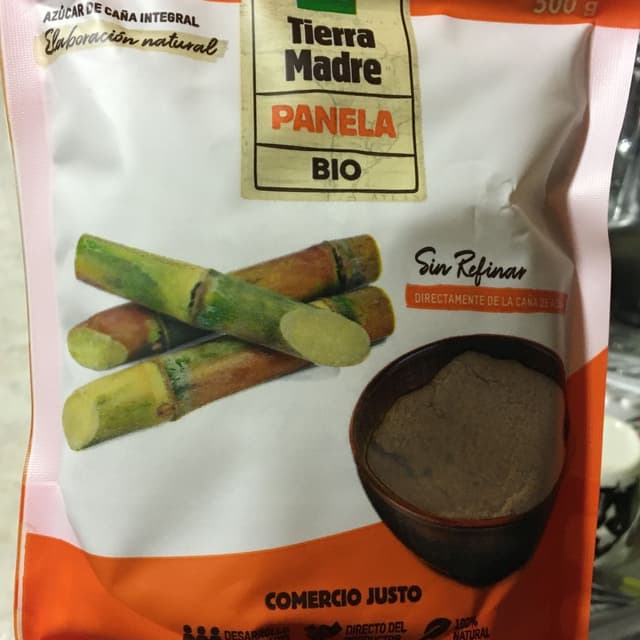 AZÚCAR DE CAÑA INTEGRAL
Elaboración natural
500 g
Tierra
Madre
PANELA
BIO
Sin Refinar
DIRECTAMENTE DE LA CAÑA DE
COMERCIO JUSTO
DIRECTO DEL
100%
NATURAL